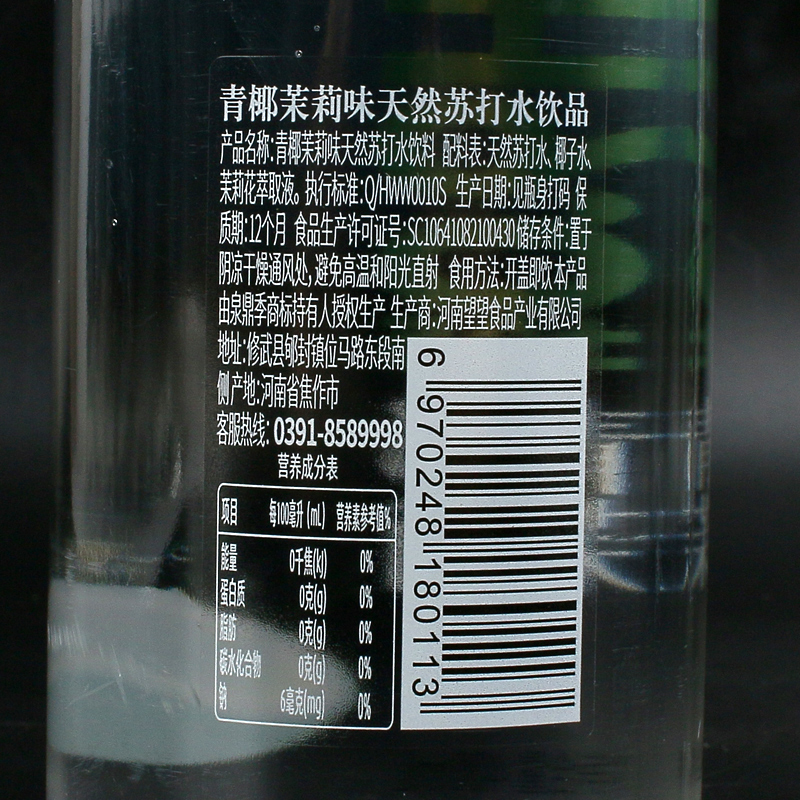 青椰茉莉味天然苏打水饮品
产品名称:青椰茉莉味天然苏打水饮料 配料表:天然苏打水、椰子水、
茉莉花萃取液。执行标准:Q/HWW0010S 生产日期:见瓶身打码 保
质期:12个月 食品生产许可证号:SC10641082100430 储存条件:置于
阴凉干燥通风处,避免高温和阳光直射 食用方法:开盖即饮 本产品
由泉鼎季商标持有人授权生产 生产商:河南望望食品产业有限公司
地址:修武县郇封镇位马路东段南
侧 产地:河南省焦作市
客服热线:0391-8589998
营养成分表
项目 每100毫升(mL) 营养素参考值%
能量 0千焦(kJ) 0%
蛋白质 0克(g) 0%
脂肪 0克(g) 0%
碳水化合物 0克(g) 0%
钠 6毫克(mg) 0%
6 970248 180113